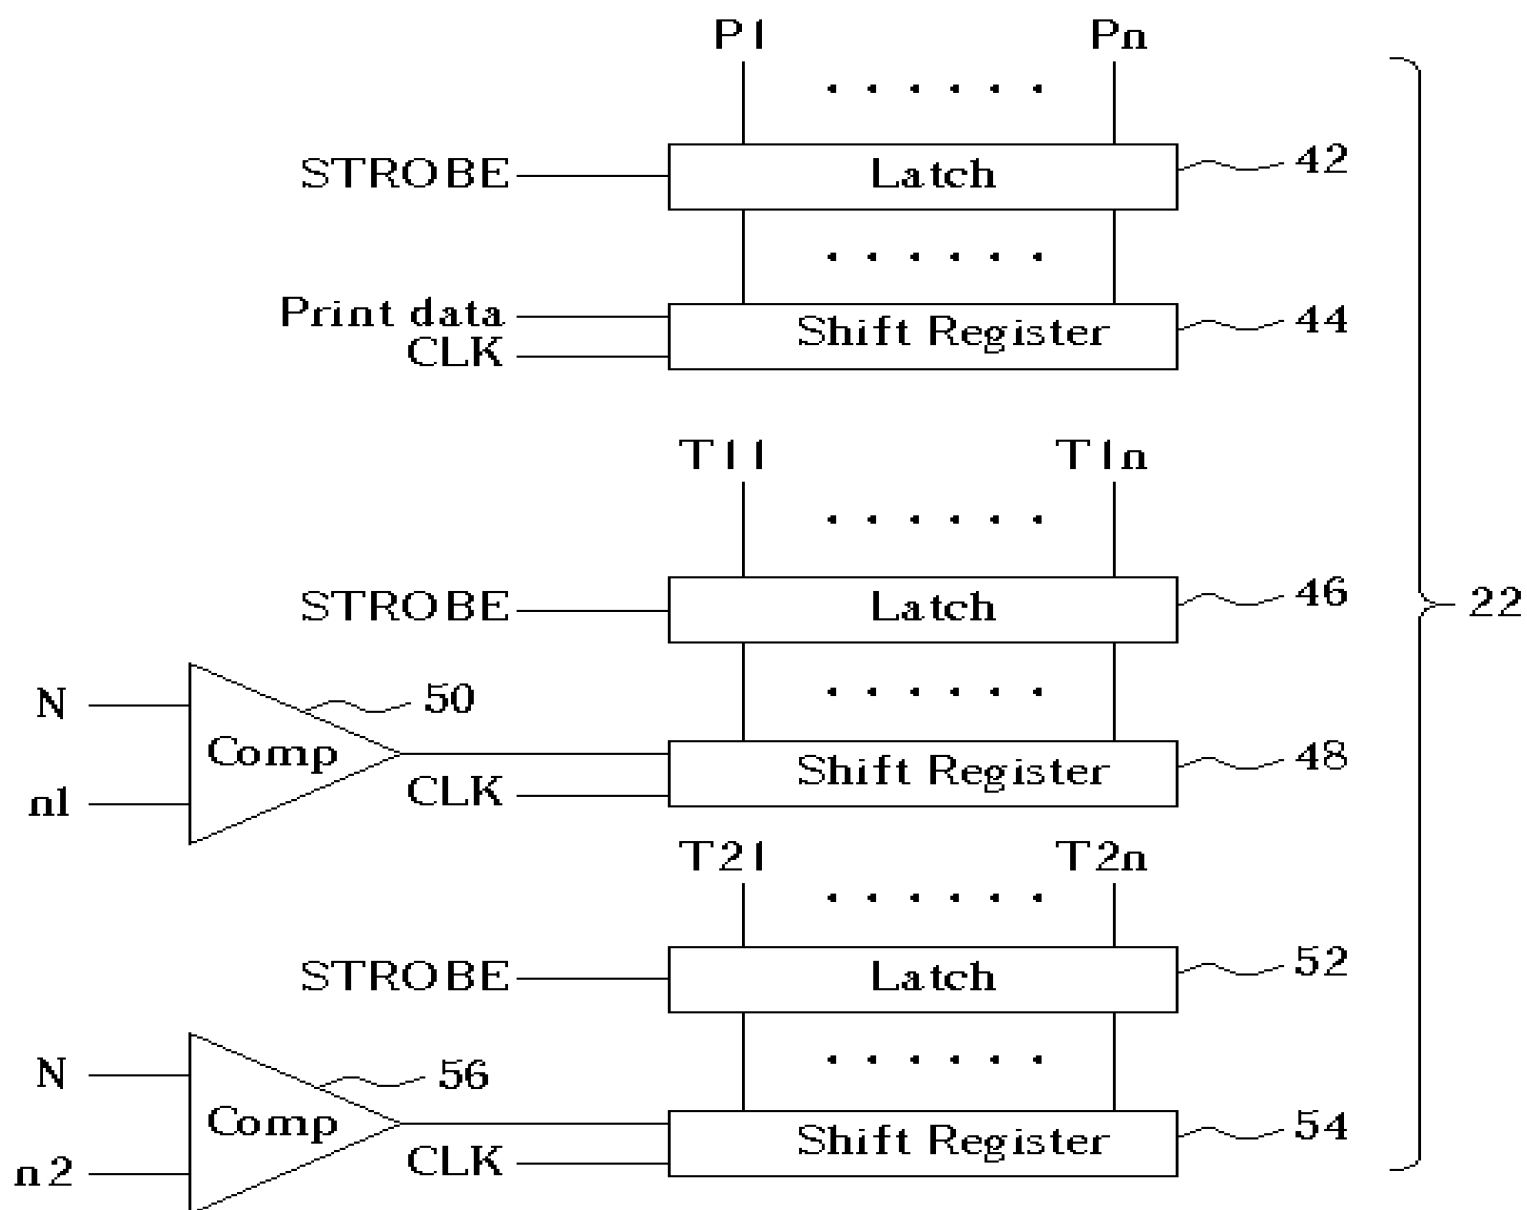 P1 Pn
STROBE Latch 42
Print data Shift Register 44
CLK
T11 T1n
STROBE Latch 46
22
N 50
Comp
n1
CLK Shift Register 48
T21 T2n
STROBE Latch 52
N 56
Comp
n2
CLK Shift Register 54